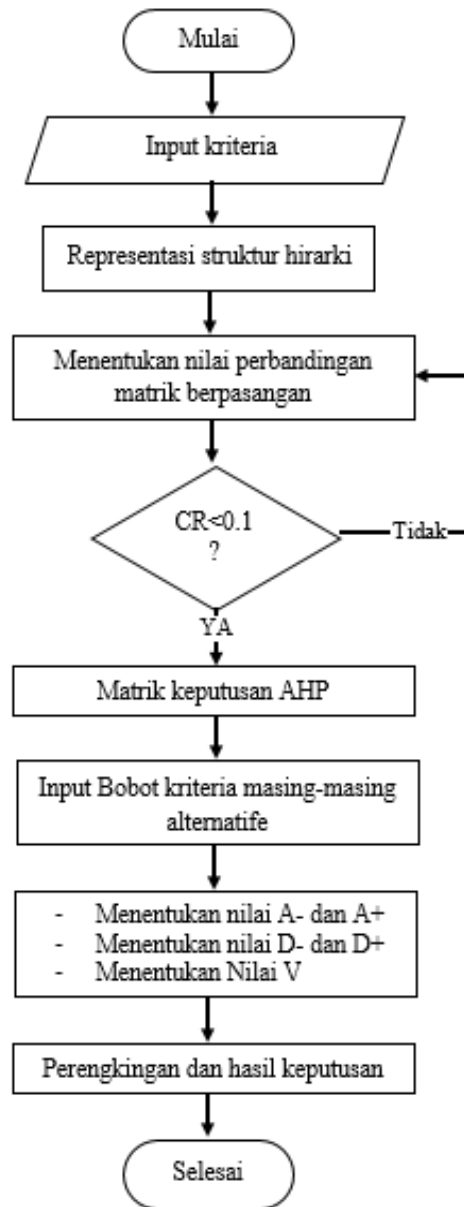 Mulai
Input kriteria
Representasi struktur hirarki
Menentukan nilai perbandingan
matrik berpasangan
CR<0.1
?
Tidak
YA
Matrik keputusan AHP
Input Bobot kriteria masing-masing
alternatife
- Menentukan nilai A- dan A+
- Menentukan nilai D- dan D+
- Menentukan Nilai V
Perengkingan dan hasil keputusan
Selesai